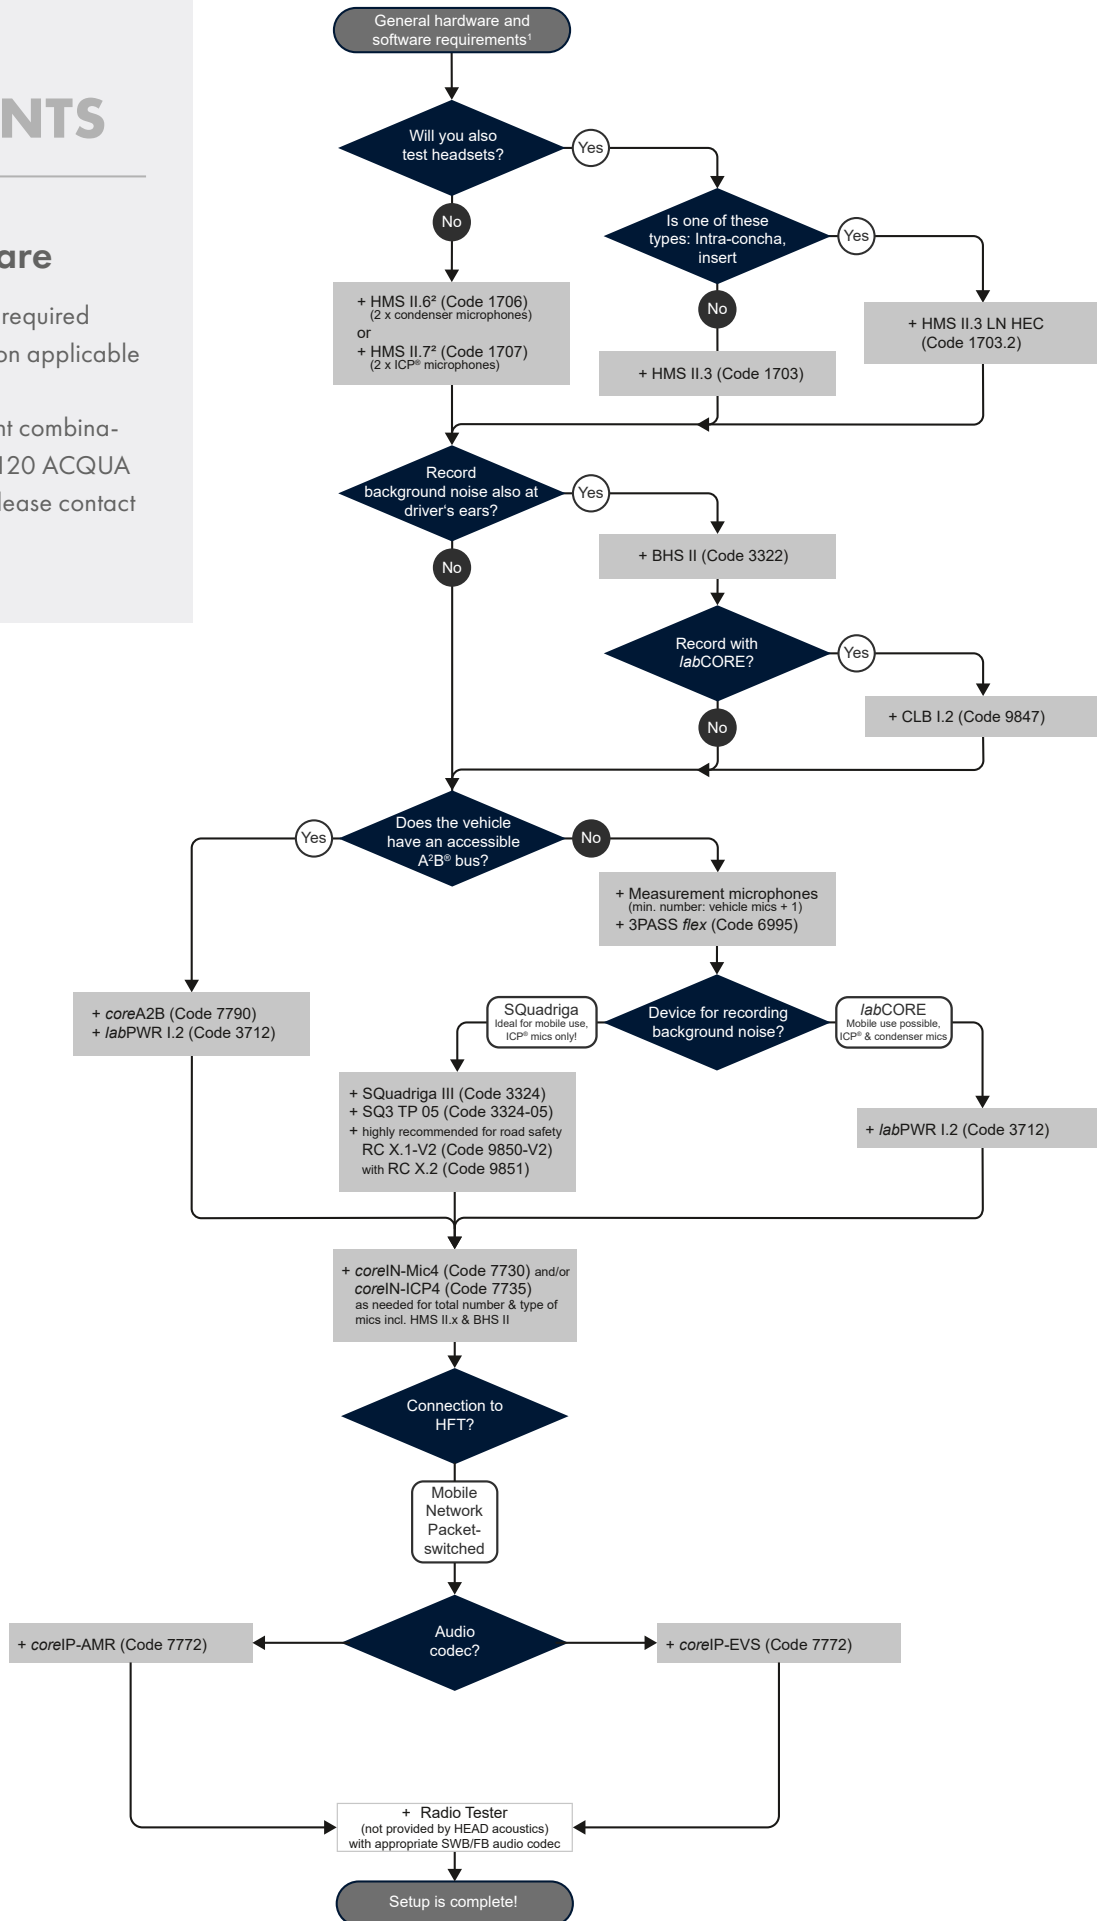 NTS
are
required
on applicable
nt combina-
120 ACQUA
lease contact
General hardware and
software requirements¹
Will you also
test headsets?
Yes
No
Is one of these
types: Intra-concha,
insert
Yes
No
+ HMS II.6² (Code 1706)
(2 x condenser microphones)
or
+ HMS II.7² (Code 1707)
(2 x ICP® microphones)
+ HMS II.3 (Code 1703)
+ HMS II.3 LN HEC
(Code 1703.2)
Record
background noise also at
driver's ears?
Yes
No
+ BHS II (Code 3322)
Record with
labCORE?
Yes
No
+ CLB I.2 (Code 9847)
Does the vehicle
have an accessible
A²B® bus?
Yes
No
+ Measurement microphones
(min. number: vehicle mics + 1)
+ 3PASS flex (Code 6995)
+ coreA2B (Code 7790)
+ labPWR I.2 (Code 3712)
Device for recording
background noise?
SQuadriga
Ideal for mobile use,
ICP® mics only!
labCORE
Mobile use possible,
ICP® & condenser mics
+ SQuadriga III (Code 3324)
+ SQ3 TP 05 (Code 3324-05)
+ highly recommended for road safety
RC X.1-V2 (Code 9850-V2)
with RC X.2 (Code 9851)
+ labPWR I.2 (Code 3712)
+ coreIN-Mic4 (Code 7730) and/or
coreIN-ICP4 (Code 7735)
as needed for total number & type of
mics incl. HMS II.x & BHS II
Connection to
HFT?
Mobile
Network
Packet-
switched
Audio
codec?
+ coreIP-AMR (Code 7772)
+ coreIP-EVS (Code 7772)
+ Radio Tester
(not provided by HEAD acoustics)
with appropriate SWB/FB audio codec
Setup is complete!